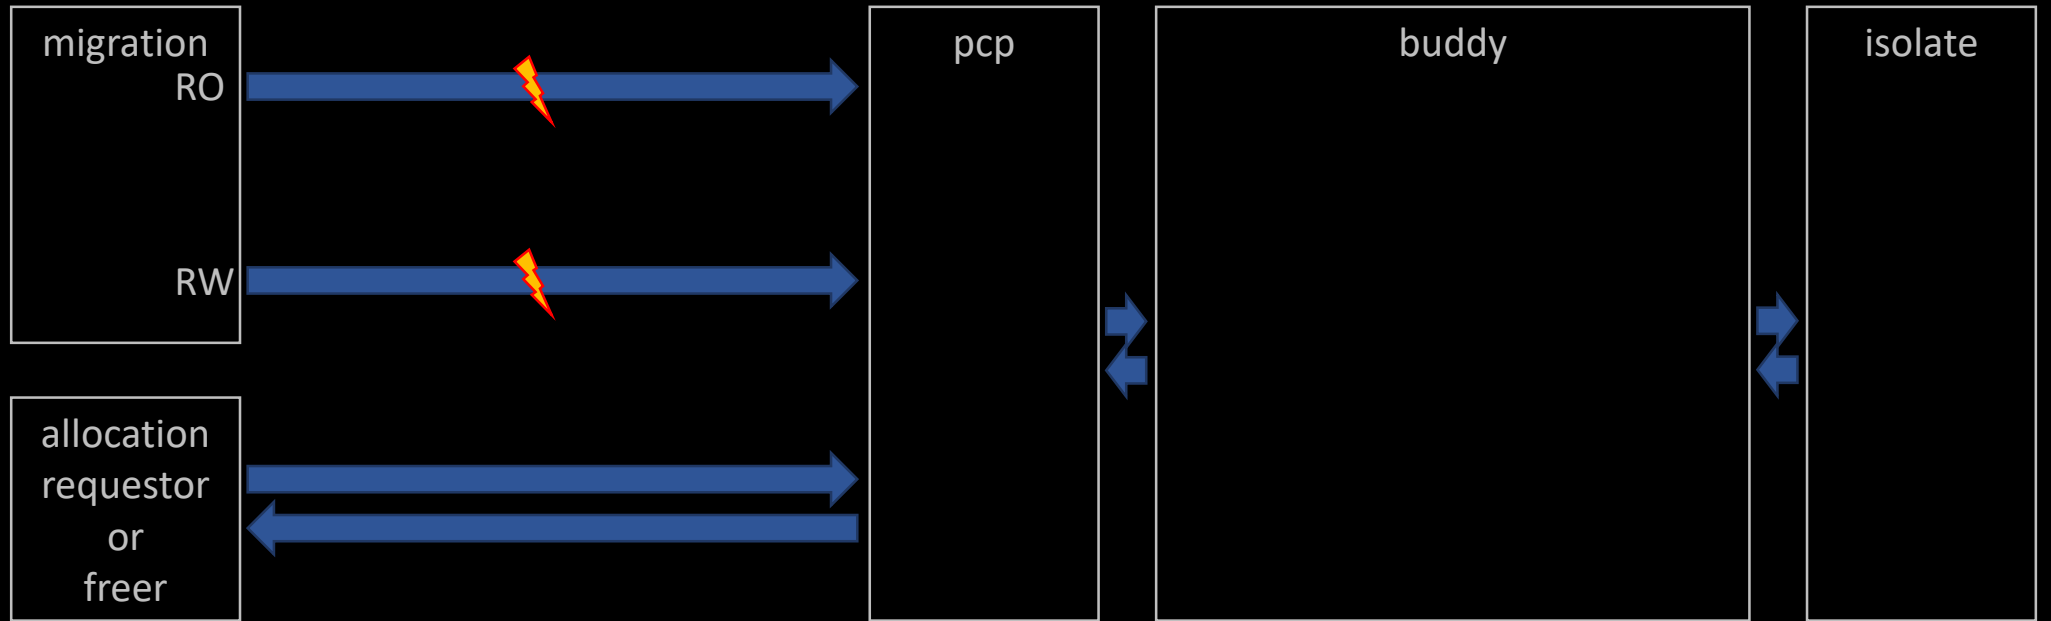 migration
RO
RW
allocation
requestor
or
freer
pcp
buddy
isolate